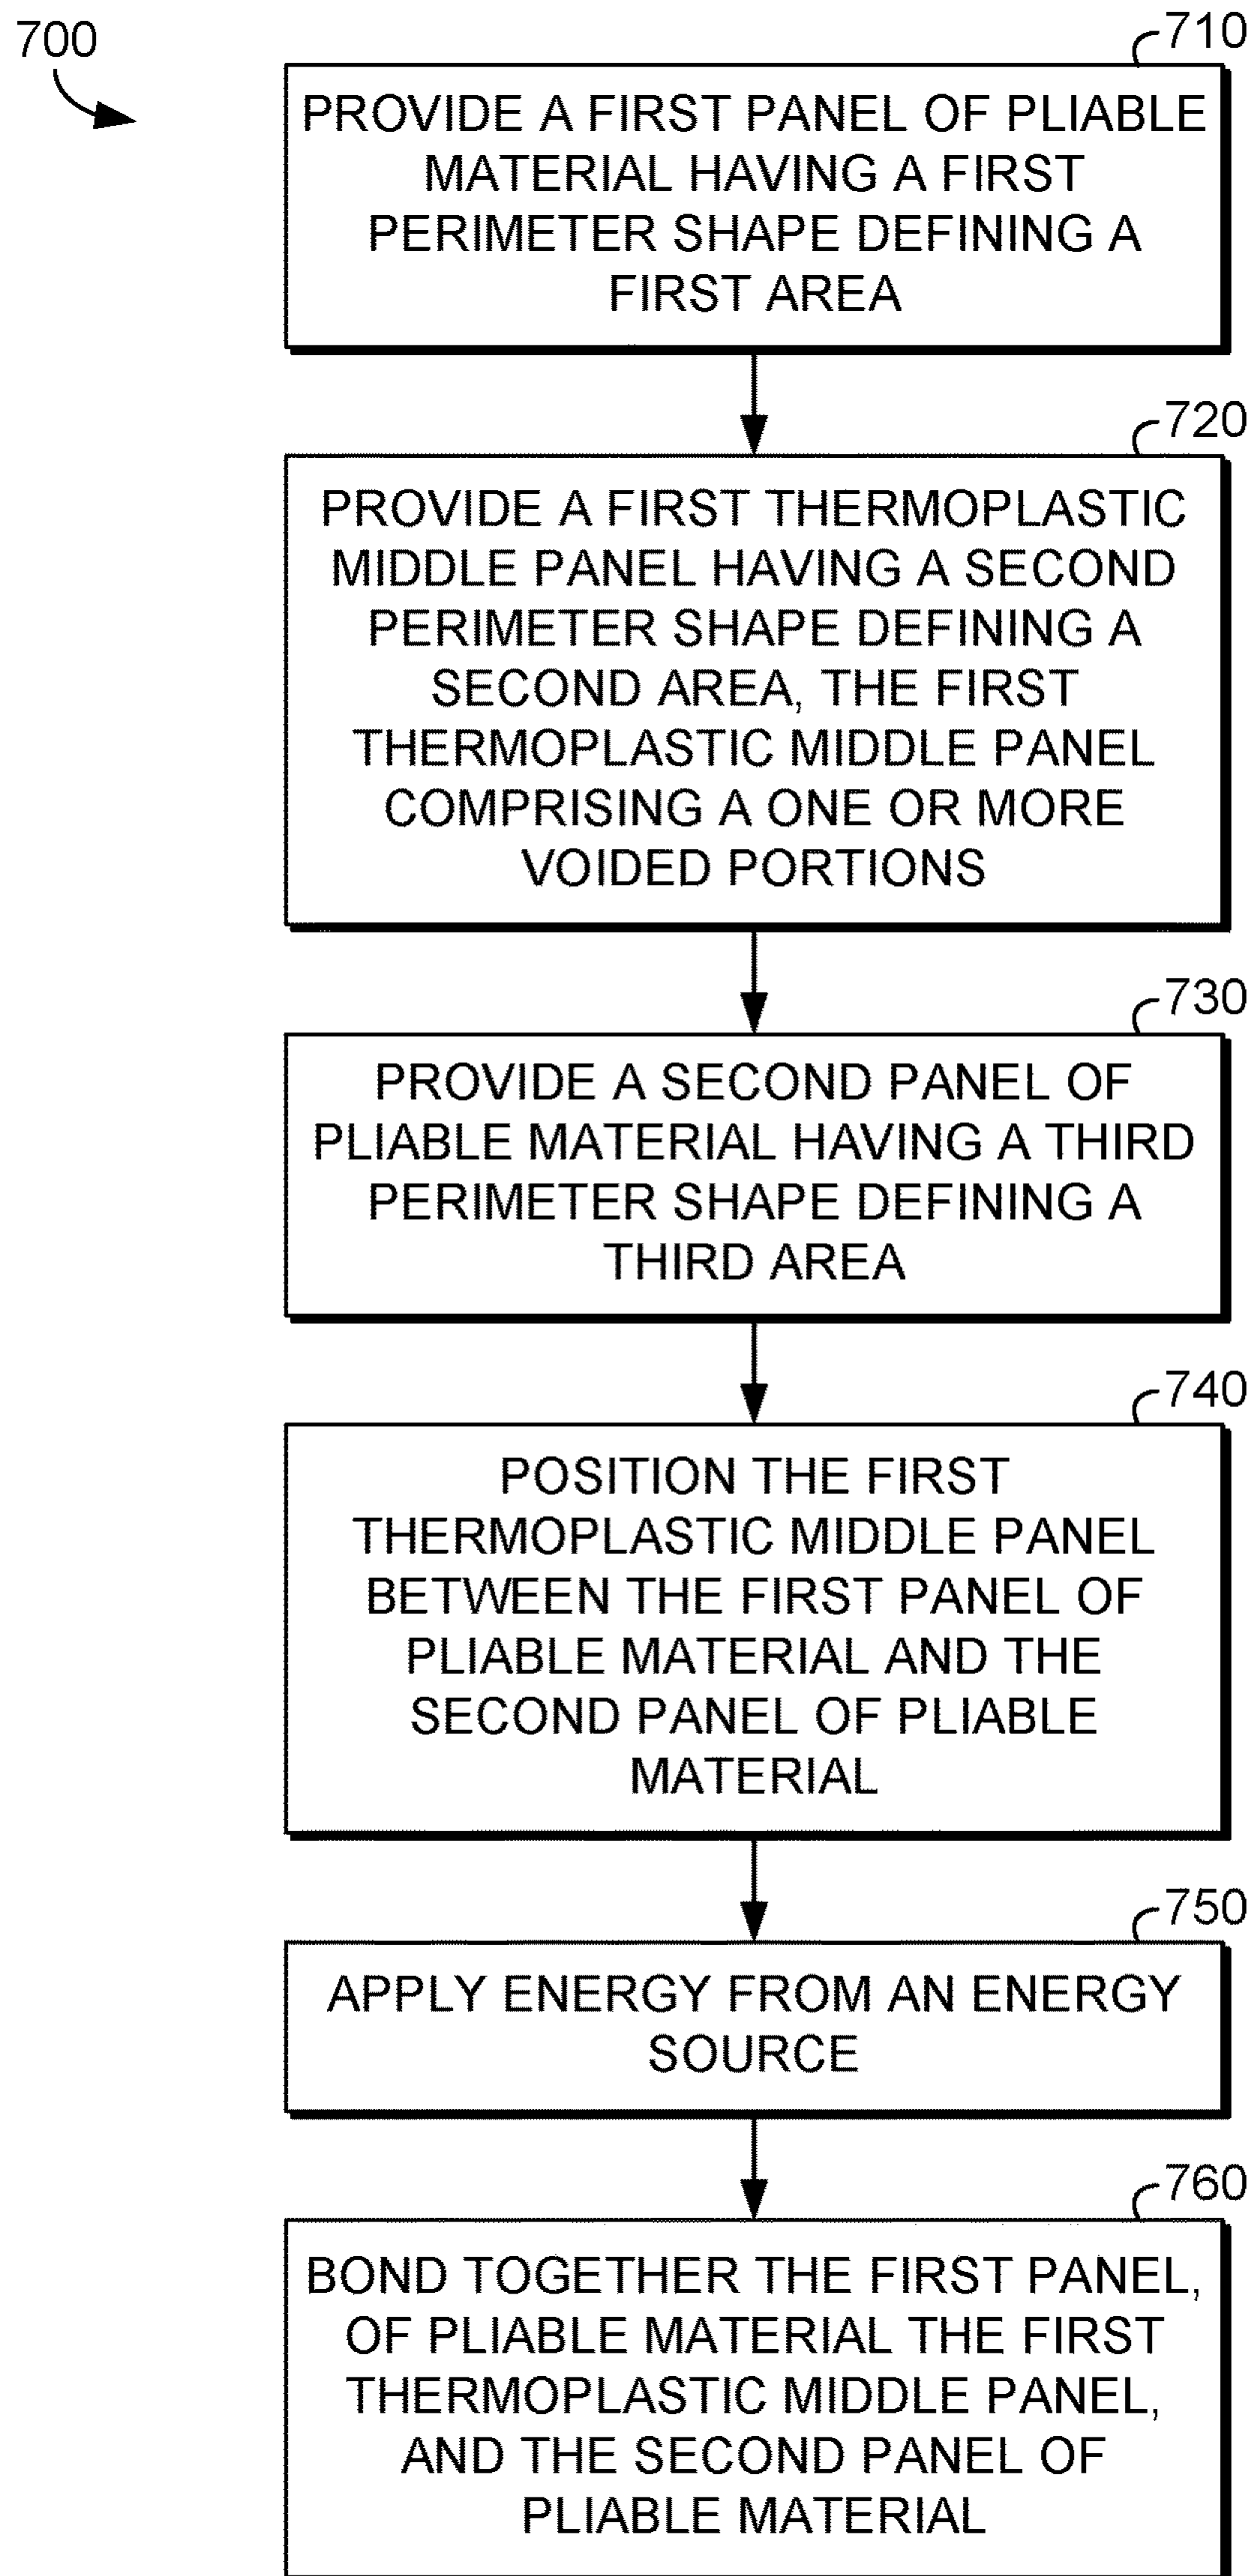 700
710
PROVIDE A FIRST PANEL OF PLIABLE
MATERIAL HAVING A FIRST
PERIMETER SHAPE DEFINING A
FIRST AREA
720
PROVIDE A FIRST THERMOPLASTIC
MIDDLE PANEL HAVING A SECOND
PERIMETER SHAPE DEFINING A
SECOND AREA, THE FIRST
THERMOPLASTIC MIDDLE PANEL
COMPRISING A ONE OR MORE
VOIDED PORTIONS
730
PROVIDE A SECOND PANEL OF
PLIABLE MATERIAL HAVING A THIRD
PERIMETER SHAPE DEFINING A
THIRD AREA
740
POSITION THE FIRST
THERMOPLASTIC MIDDLE PANEL
BETWEEN THE FIRST PANEL OF
PLIABLE MATERIAL AND THE
SECOND PANEL OF PLIABLE
MATERIAL
750
APPLY ENERGY FROM AN ENERGY
SOURCE
760
BOND TOGETHER THE FIRST PANEL,
OF PLIABLE MATERIAL THE FIRST
THERMOPLASTIC MIDDLE PANEL,
AND THE SECOND PANEL OF
PLIABLE MATERIAL